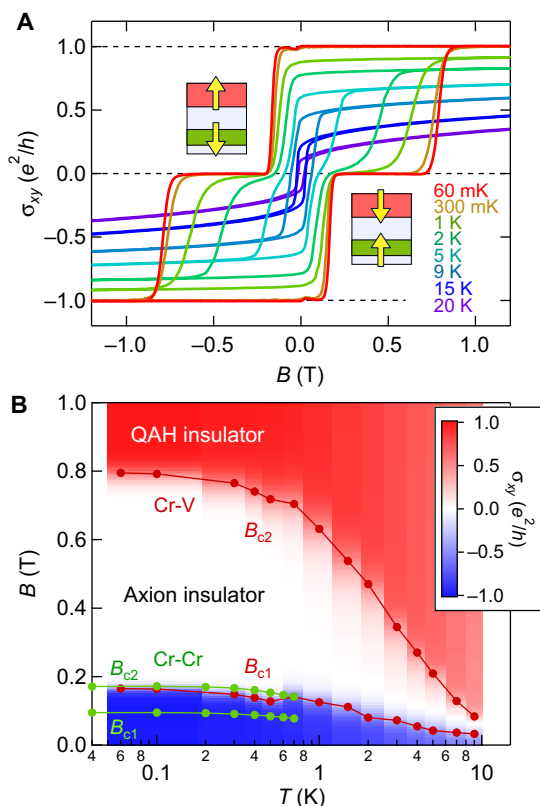 A
1.0
0.5
0.0
−0.5
−1.0
σxy (e²/h)
60 mK
300 mK
1 K
2 K
5 K
9 K
15 K
20 K
−1.0 −0.5 0.0 0.5 1.0
B (T)
B
1.0
0.8
0.6
0.4
0.2
0.0
B (T)
QAH insulator
Cr-V
Bc2
Axion insulator
Cr-Cr
Bc2
Bc1
Bc1
1.0
0.5
0.0
−0.5
−1.0
σxy (e²/h)
4 6 8 0.1 2 4 6 8 1 2 4 6 8 10
T (K)